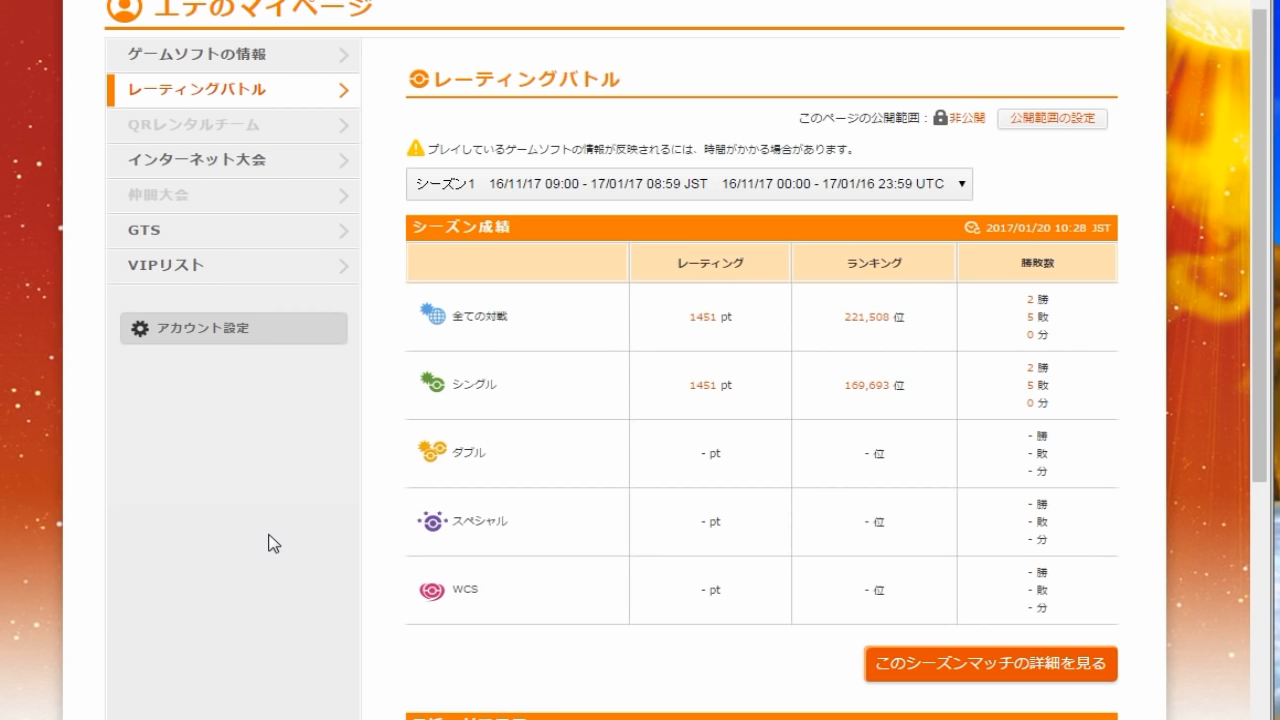 エテのマイページ
ゲームソフトの情報
レーティングバトル
QRレンタルチーム
インターネット大会
仲間大会
GTS
VIPリスト
アカウント設定
レーティングバトル
このページの公開範囲：非公開 公開範囲の設定
プレイしているゲームソフトの情報が反映されるには、時間がかかる場合があります。
シーズン1 16/11/17 09:00 - 17/01/17 08:59 JST 16/11/17 00:00 - 17/01/16 23:59 UTC ▼
シーズン成績 2017/01/20 10:28 JST
レーティング ランキング 勝敗数
全ての対戦 1451 pt 221,508 位
2 勝
5 敗
0 分
シングル 1451 pt 169,693 位
2 勝
5 敗
0 分
ダブル - pt - 位
- 勝
- 敗
- 分
スペシャル - pt - 位
- 勝
- 敗
- 分
WCS - pt - 位
- 勝
- 敗
- 分
このシーズンマッチの詳細を見る